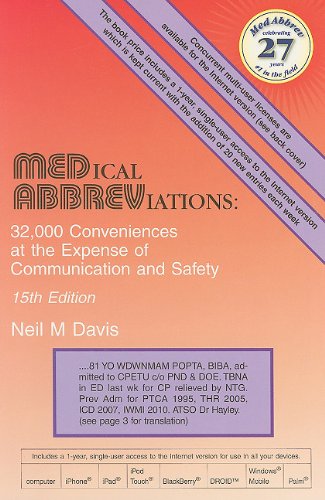 MedAbbrev
celebrating
27
years
#1 in the field
Concurrent multi-user licenses are
available for the Internet version (see back cover)
The book price includes a 1-year, single-user access to the Internet version
which is kept current with the addition of 20 new entries each week
MEDical
ABBREViations:
32,000 Conveniences
at the Expense of
Communication and Safety
15th Edition
Neil M Davis
....81 YO WDWNMAM POPTA, BIBA, ad-
mitted to CPETU c/o PND & DOE. TBNA
in ED last wk for CP relieved by NTG.
Prev Adm for PTCA 1995, THR 2005,
ICD 2007, IWMI 2010. ATSO Dr Hayley.
(see page 3 for translation)
Includes a 1-year, single-user access to the Internet version for use in all your devices.
computer iPhone® iPad® iPod Touch® BlackBerry® DROID™ Windows® Mobile Palm®